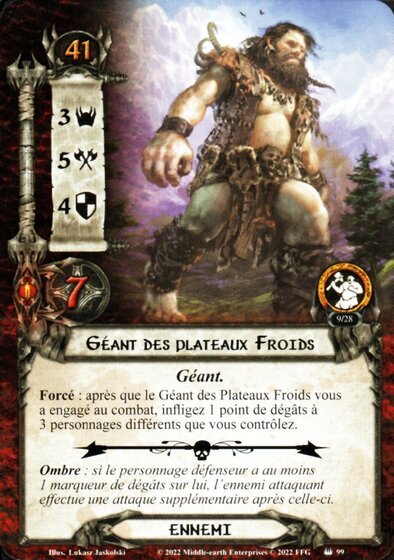 41
3
5
4
7
9/28
Géant des plateaux Froids
Géant.
Forcé : après que le Géant des Plateaux Froids vous
a engagé au combat, infligez 1 point de dégâts à
3 personnages différents que vous contrôlez.
Ombre : si le personnage défenseur a au moins
1 marqueur de dégâts sur lui, l'ennemi attaquant
effectue une attaque supplémentaire après celle-ci.
ENNEMI
Illus. Lukasz Jaskolski © 2022 Middle-earth Enterprises © 2022 FFG 99